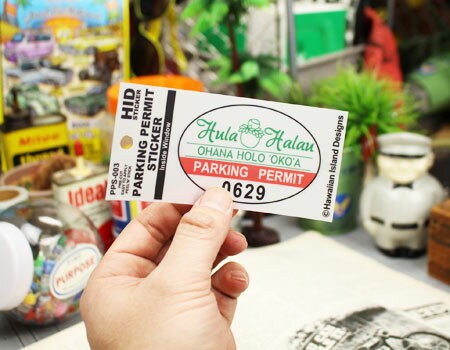 HID
STICKER
PARKING PERMIT
STICKER
Inside Window
PPS-003
Hula Halau
OHANA HOLO 'OKO'A
PARKING PERMIT
0629
©Hawaiian Island Designs
Ideal
PURPOSE